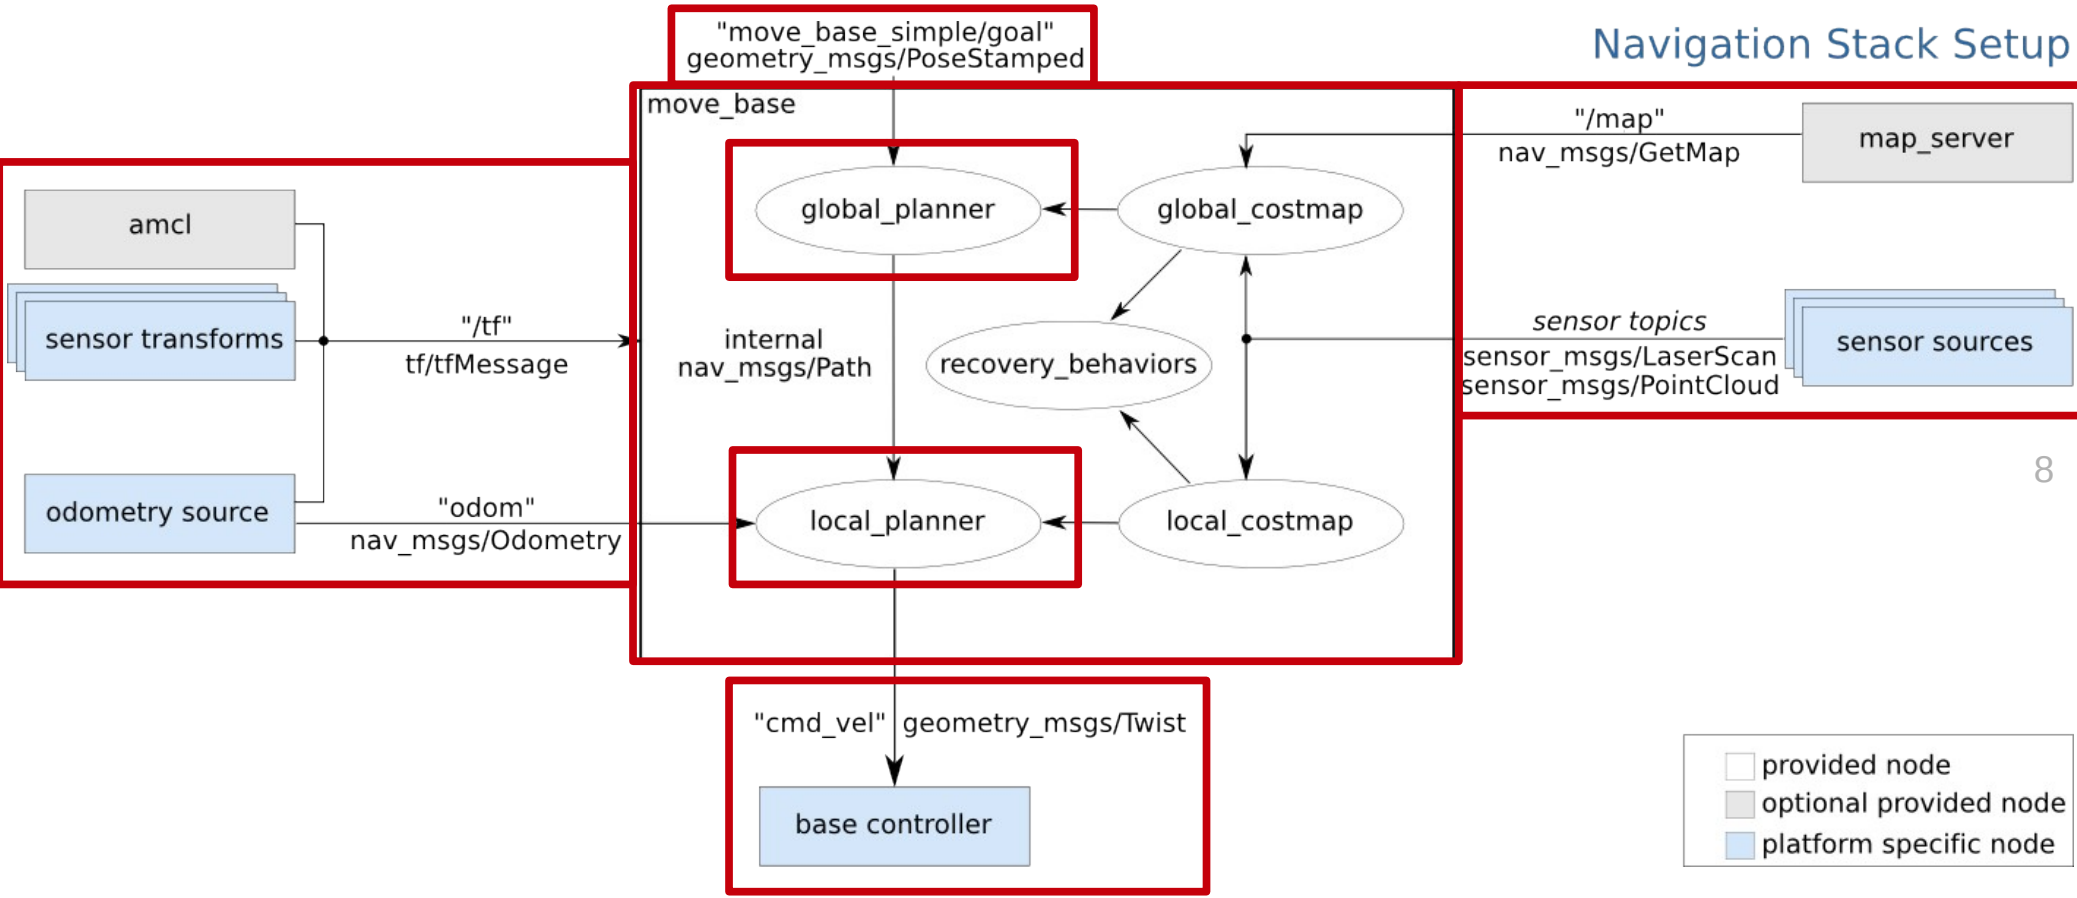 "move_base_simple/goal"
geometry_msgs/PoseStamped
Navigation Stack Setup
move_base
"/map"
nav_msgs/GetMap
map_server
amcl
global_planner
global_costmap
sensor transforms
"/tf"
tf/tfMessage
internal
nav_msgs/Path
recovery_behaviors
sensor topics
sensor_msgs/LaserScan
sensor_msgs/PointCloud
sensor sources
8
odometry source
"odom"
nav_msgs/Odometry
local_planner
local_costmap
"cmd_vel" geometry_msgs/Twist
base controller
provided node
optional provided node
platform specific node